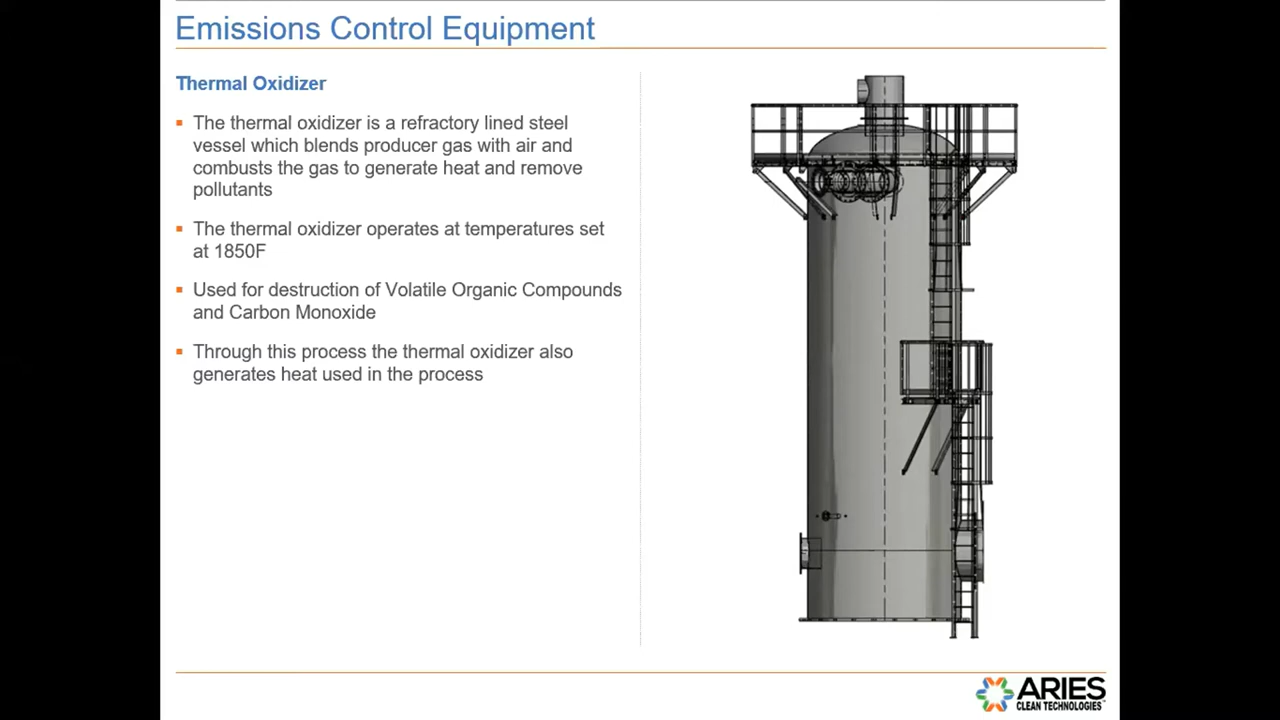 Emissions Control Equipment
Thermal Oxidizer
▪ The thermal oxidizer is a refractory lined steel
vessel which blends producer gas with air and
combusts the gas to generate heat and remove
pollutants
▪ The thermal oxidizer operates at temperatures set
at 1850F
▪ Used for destruction of Volatile Organic Compounds
and Carbon Monoxide
▪ Through this process the thermal oxidizer also
generates heat used in the process
ARIES
CLEAN TECHNOLOGIES